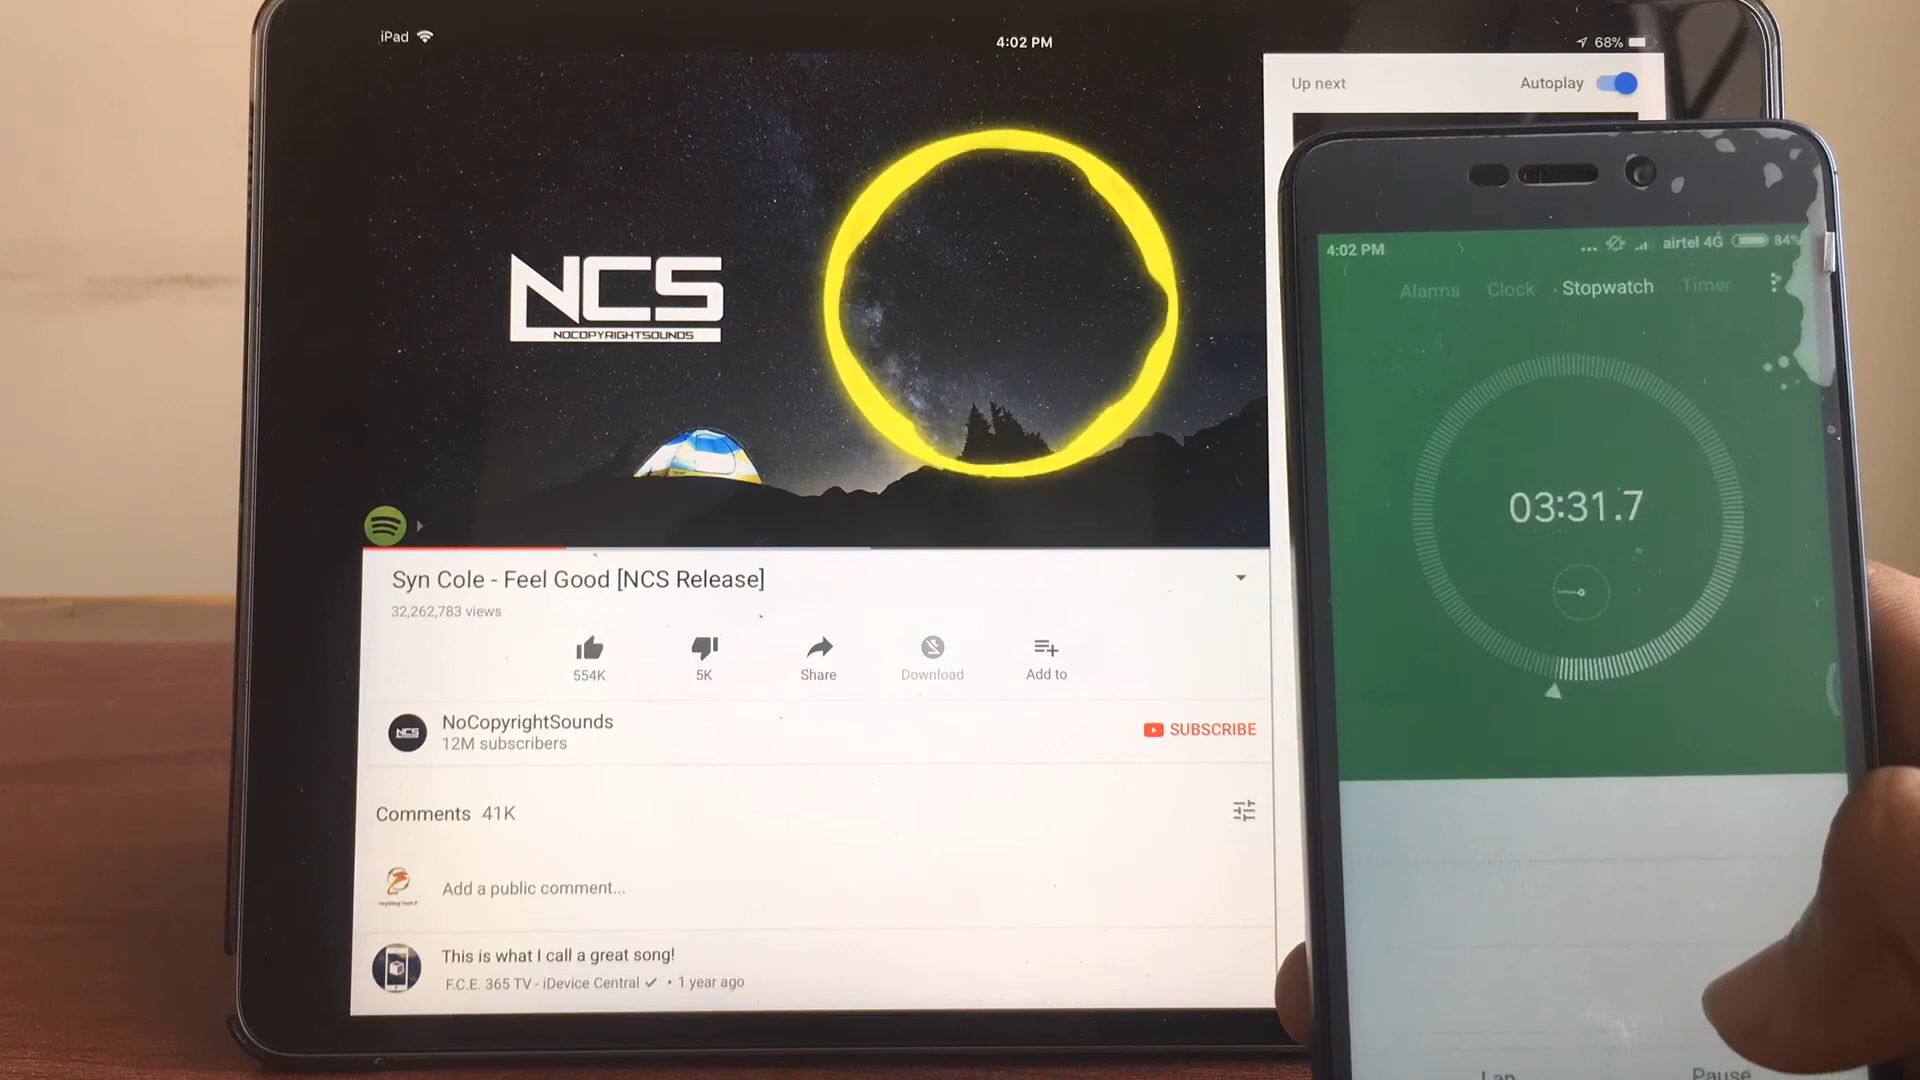 iPad
4:02 PM
68%
Up next
Autoplay
NCS
NOCOPYRIGHTSOUNDS
Syn Cole - Feel Good [NCS Release]
32,262,783 views
554K
5K
Share
Download
Add to
NCS
NoCopyrightSounds
12M subscribers
SUBSCRIBE
Comments 41K
Add a public comment...
This is what I call a great song!
F.C.E. 365 TV - iDevice Central • 1 year ago
4:02 PM
... airtel 4G 84%
Alarms Clock Stopwatch Timer
03:31.7
Lap Pause